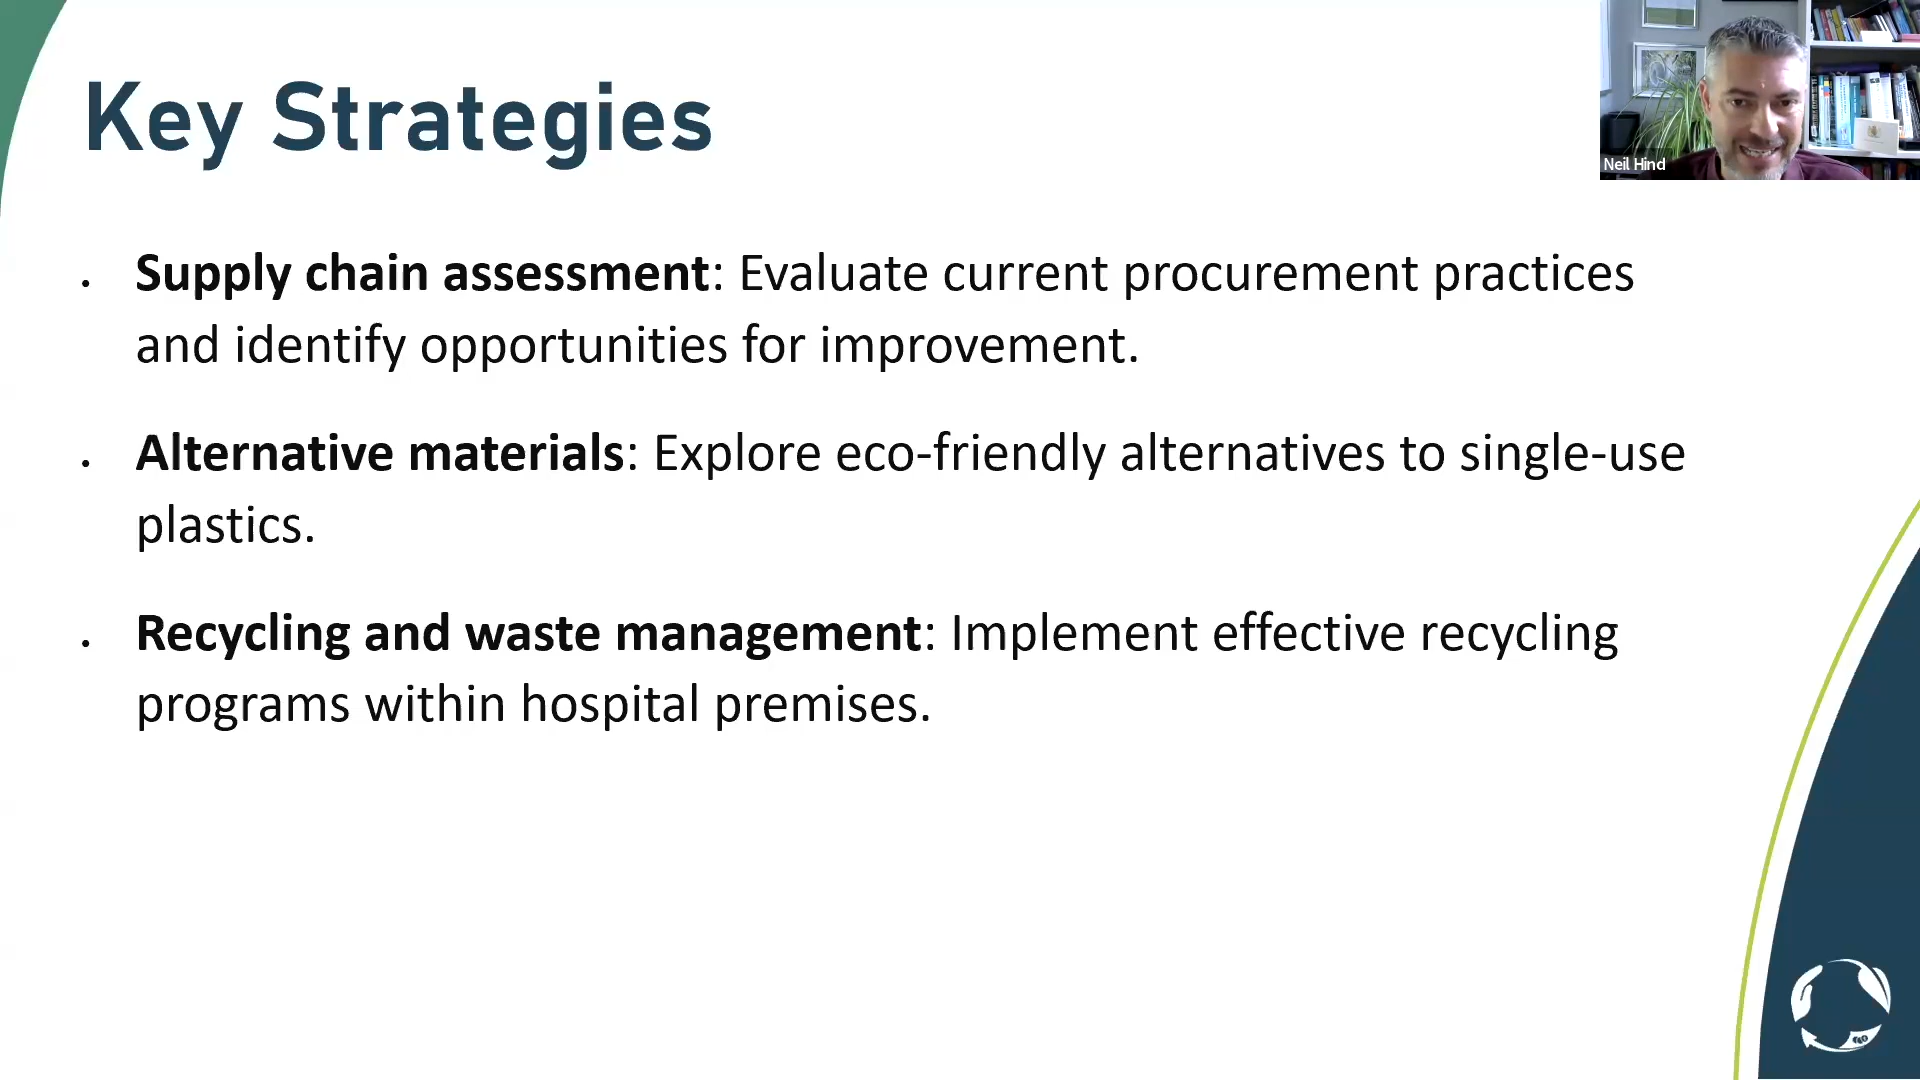 Key Strategies
Neil Hind
• Supply chain assessment: Evaluate current procurement practices
and identify opportunities for improvement.
• Alternative materials: Explore eco-friendly alternatives to single-use
plastics.
• Recycling and waste management: Implement effective recycling
programs within hospital premises.